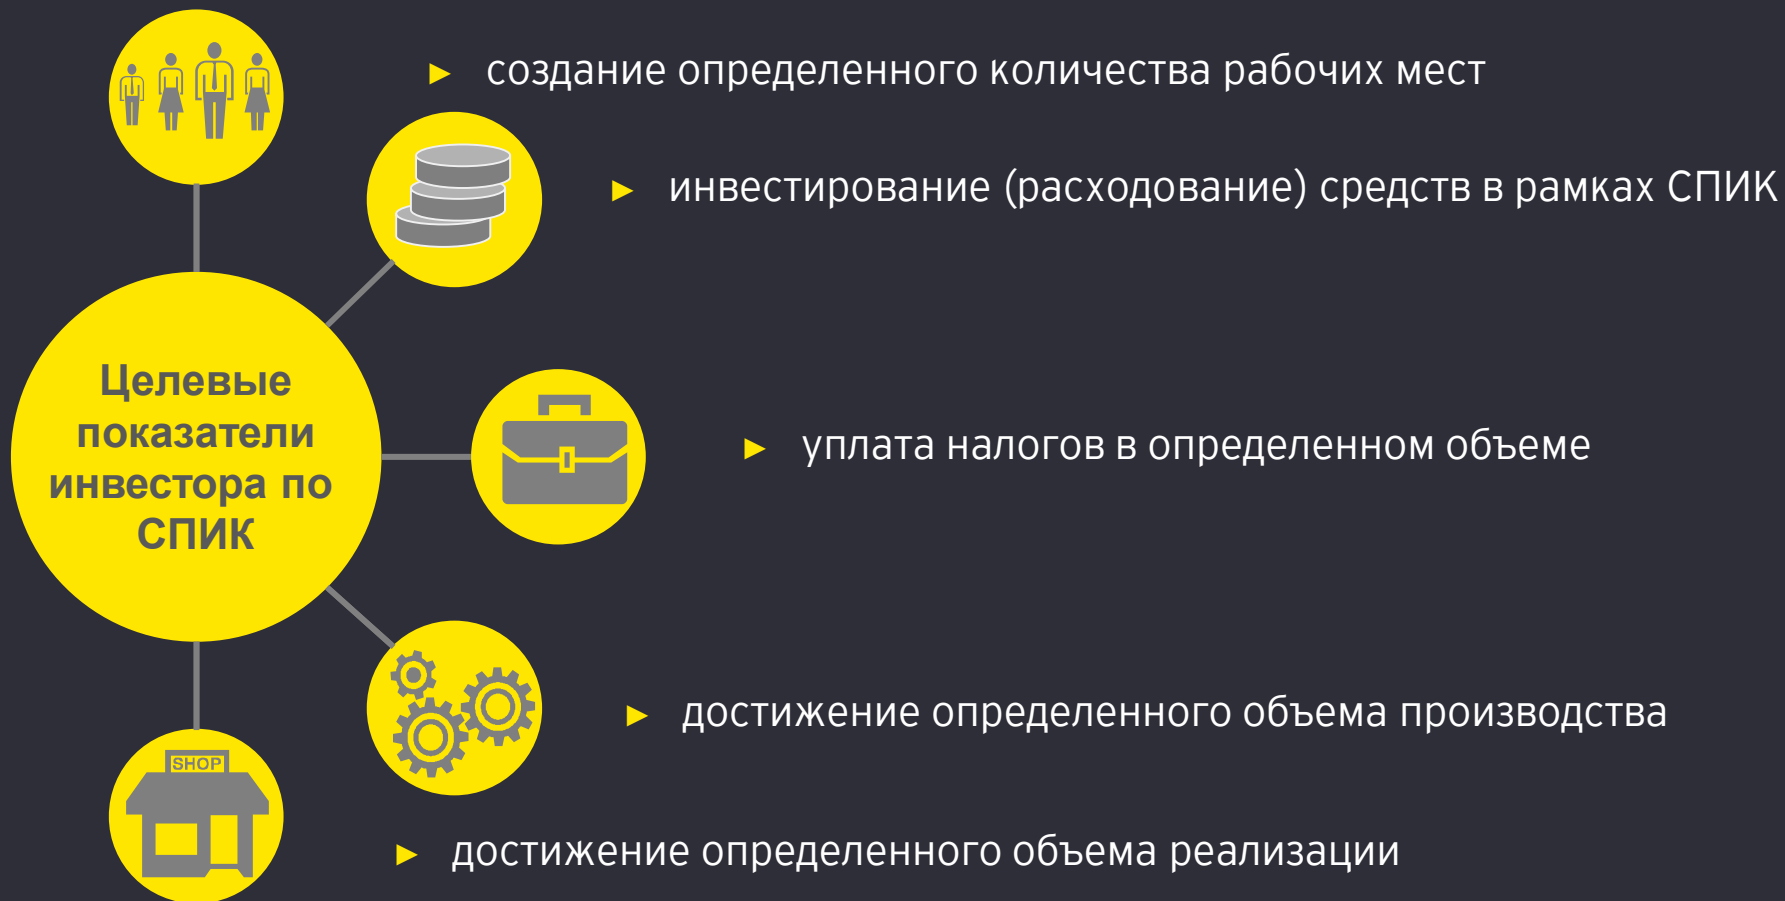 создание определенного количества рабочих мест
инвестирование (расходование) средств в рамках СПИК
Целевые
показатели
инвестора по
СПИК
уплата налогов в определенном объеме
достижение определенного объема производства
SHOP
достижение определенного объема реализации